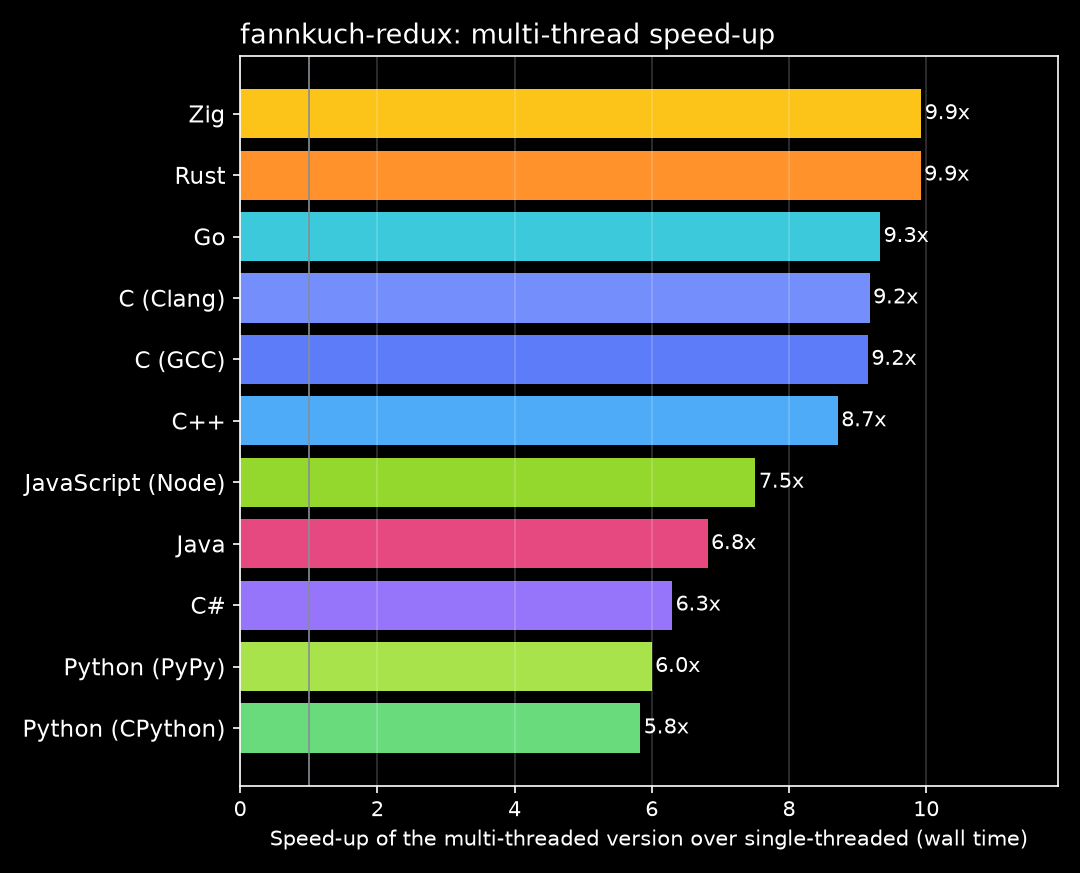 fannkuch-redux: multi-thread speed-up
Zig 9.9x
Rust 9.9x
Go 9.3x
C (Clang) 9.2x
C (GCC) 9.2x
C++ 8.7x
JavaScript (Node) 7.5x
Java 6.8x
C# 6.3x
Python (PyPy) 6.0x
Python (CPython) 5.8x
0 2 4 6 8 10
Speed-up of the multi-threaded version over single-threaded (wall time)